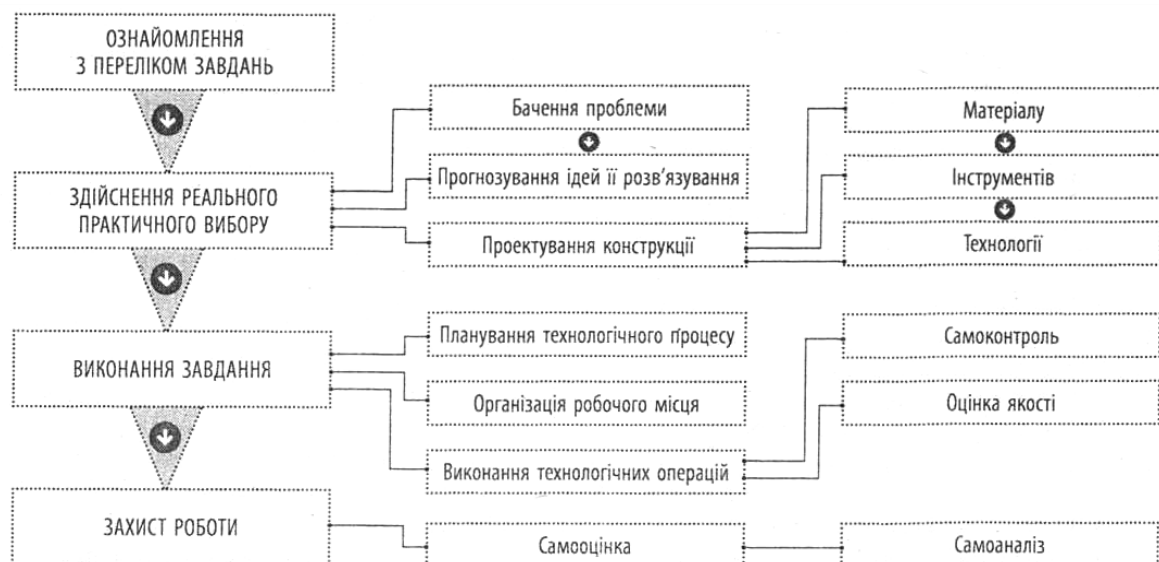 ОЗНАЙОМЛЕННЯ
З ПЕРЕЛІКОМ ЗАВДАНЬ
ЗДІЙСНЕННЯ РЕАЛЬНОГО
ПРАКТИЧНОГО ВИБОРУ
Бачення проблеми
Прогнозування ідей її розв'язування
Проектування конструкції
Матеріалу
Інструментів
Технології
ВИКОНАННЯ ЗАВДАННЯ
Планування технологічного процесу
Організація робочого місця
Виконання технологічних операцій
Самоконтроль
Оцінка якості
ЗАХИСТ РОБОТИ
Самооцінка
Самоаналіз